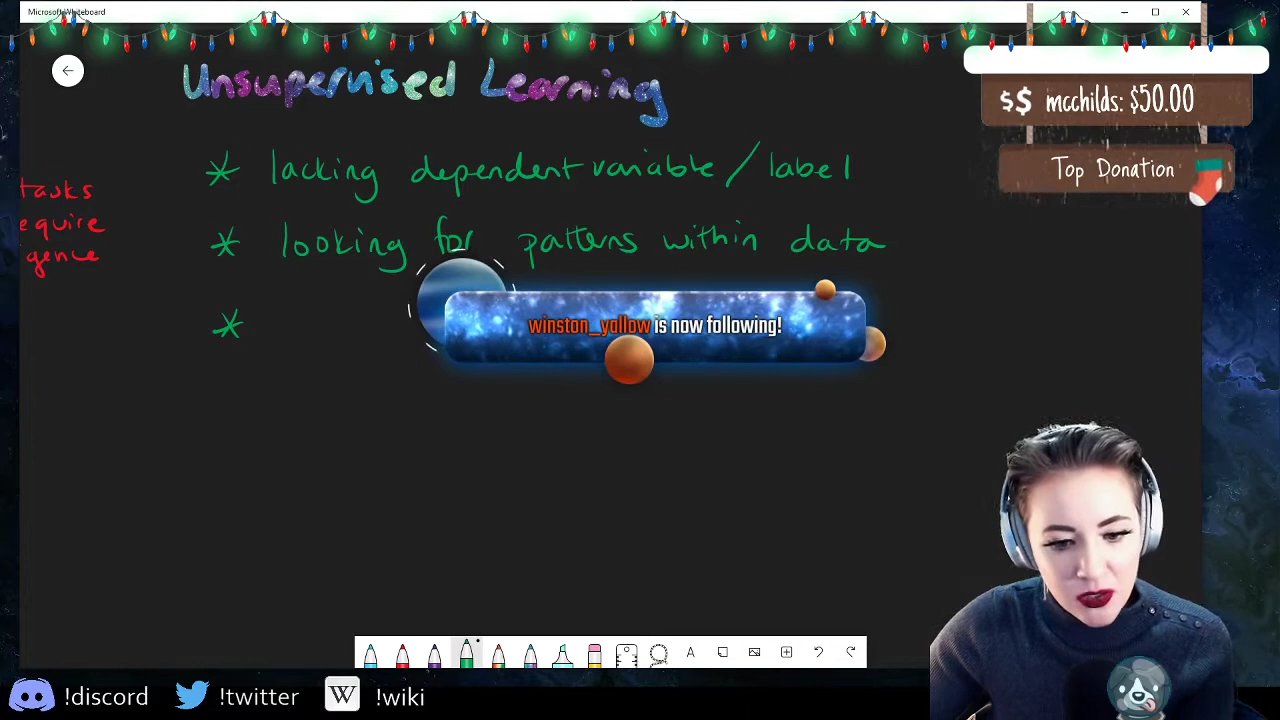 Microsoft Whiteboard
Unsupervised Learning
* lacking dependent variable / label
* looking for patterns within data
*
tasks
equire
gence
winston_yallow is now following!
$$ mcchilds: $50.00
Top Donation
A
!discord
!twitter
W !wiki